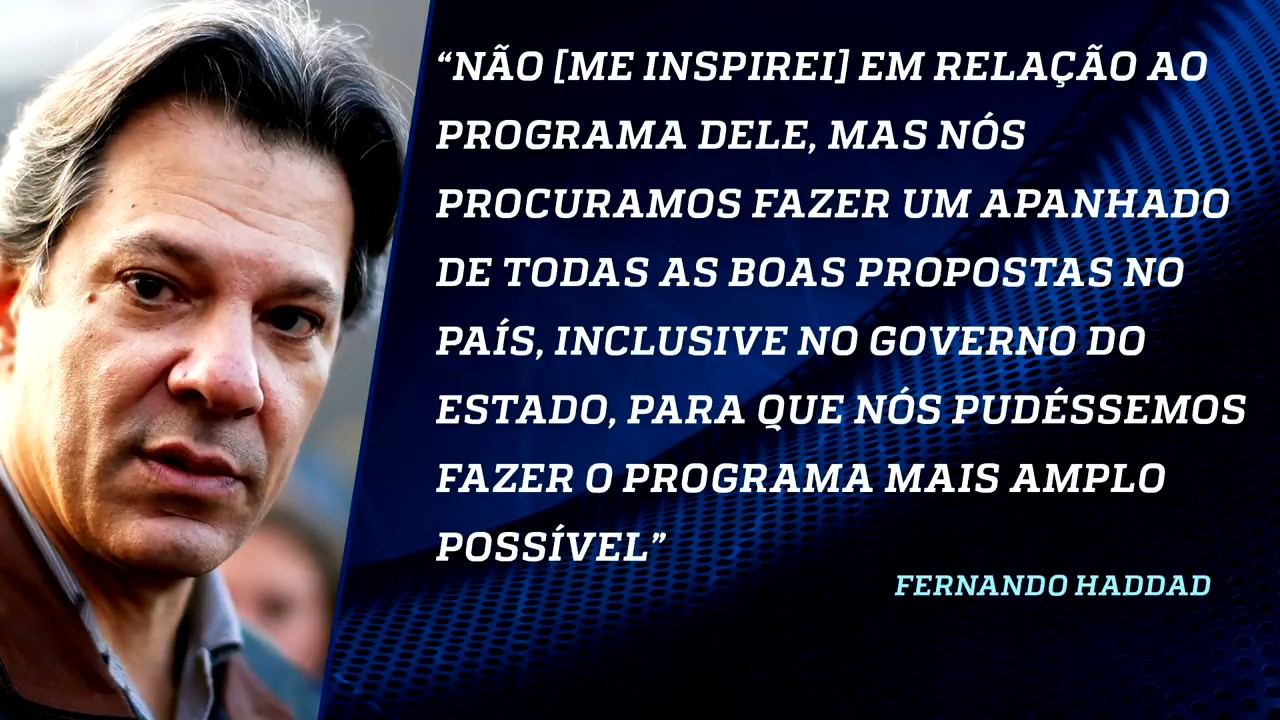 “NÃO [ME INSPIREI] EM RELAÇÃO AO
PROGRAMA DELE, MAS NÓS
PROCURAMOS FAZER UM APANHADO
DE TODAS AS BOAS PROPOSTAS NO
PAÍS, INCLUSIVE NO GOVERNO DO
ESTADO, PARA QUE NÓS PUDÉSSEMOS
FAZER O PROGRAMA MAIS AMPLO
POSSÍVEL”
FERNANDO HADDAD